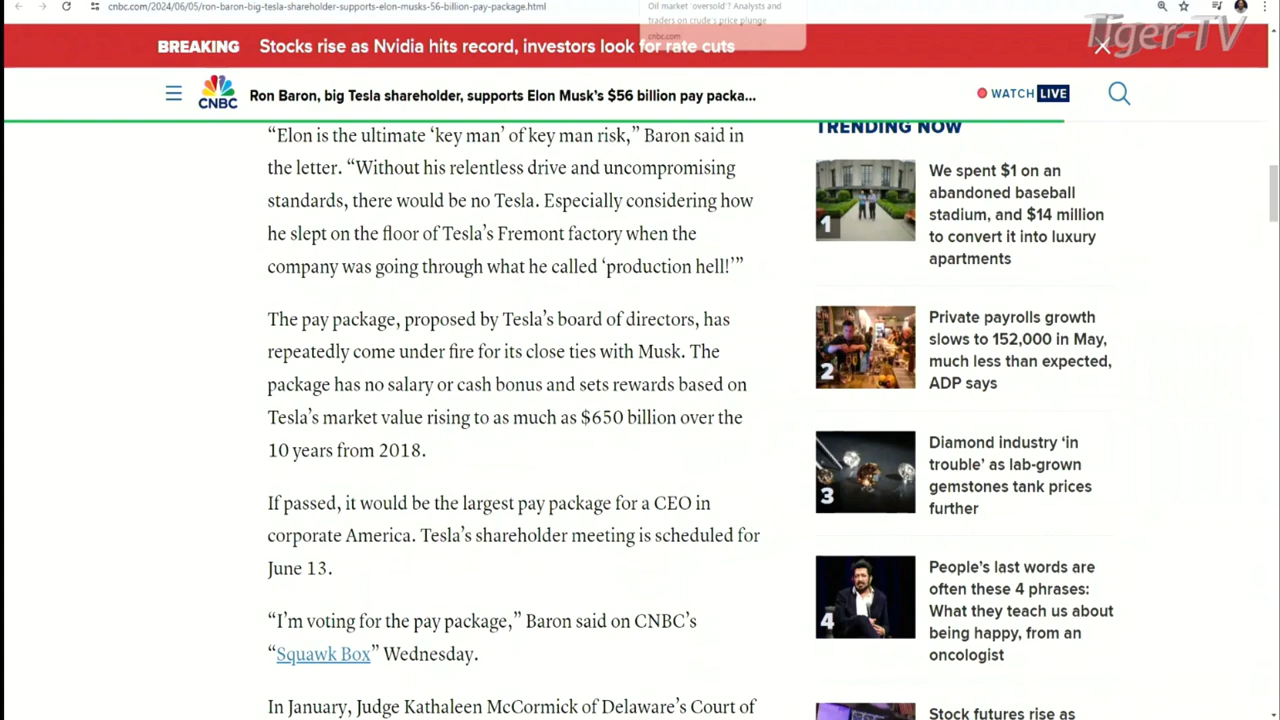 cnbc.com/2024/06/05/ron-baron-big-tesla-shareholder-supports-elon-musks-56-billion-pay-package.html
Oil market 'oversold'? Analysts and
traders on crude's price plunge
cnbc.com
Tiger-TV
BREAKING Stocks rise as Nvidia hits record, investors look for rate cuts
CNBC
Ron Baron, big Tesla shareholder, supports Elon Musk’s $56 billion pay packa...
WATCH LIVE
“Elon is the ultimate ‘key man’ of key man risk,” Baron said in
the letter. “Without his relentless drive and uncompromising
standards, there would be no Tesla. Especially considering how
he slept on the floor of Tesla’s Fremont factory when the
company was going through what he called ‘production hell!’”
The pay package, proposed by Tesla’s board of directors, has
repeatedly come under fire for its close ties with Musk. The
package has no salary or cash bonus and sets rewards based on
Tesla’s market value rising to as much as $650 billion over the
10 years from 2018.
If passed, it would be the largest pay package for a CEO in
corporate America. Tesla’s shareholder meeting is scheduled for
June 13.
“I’m voting for the pay package,” Baron said on CNBC’s
“Squawk Box” Wednesday.
In January, Judge Kathaleen McCormick of Delaware’s Court of
TRENDING NOW
1
We spent $1 on an
abandoned baseball
stadium, and $14 million
to convert it into luxury
apartments
2
Private payrolls growth
slows to 152,000 in May,
much less than expected,
ADP says
3
Diamond industry ‘in
trouble’ as lab-grown
gemstones tank prices
further
4
People’s last words are
often these 4 phrases:
What they teach us about
being happy, from an
oncologist
Stock futures rise as